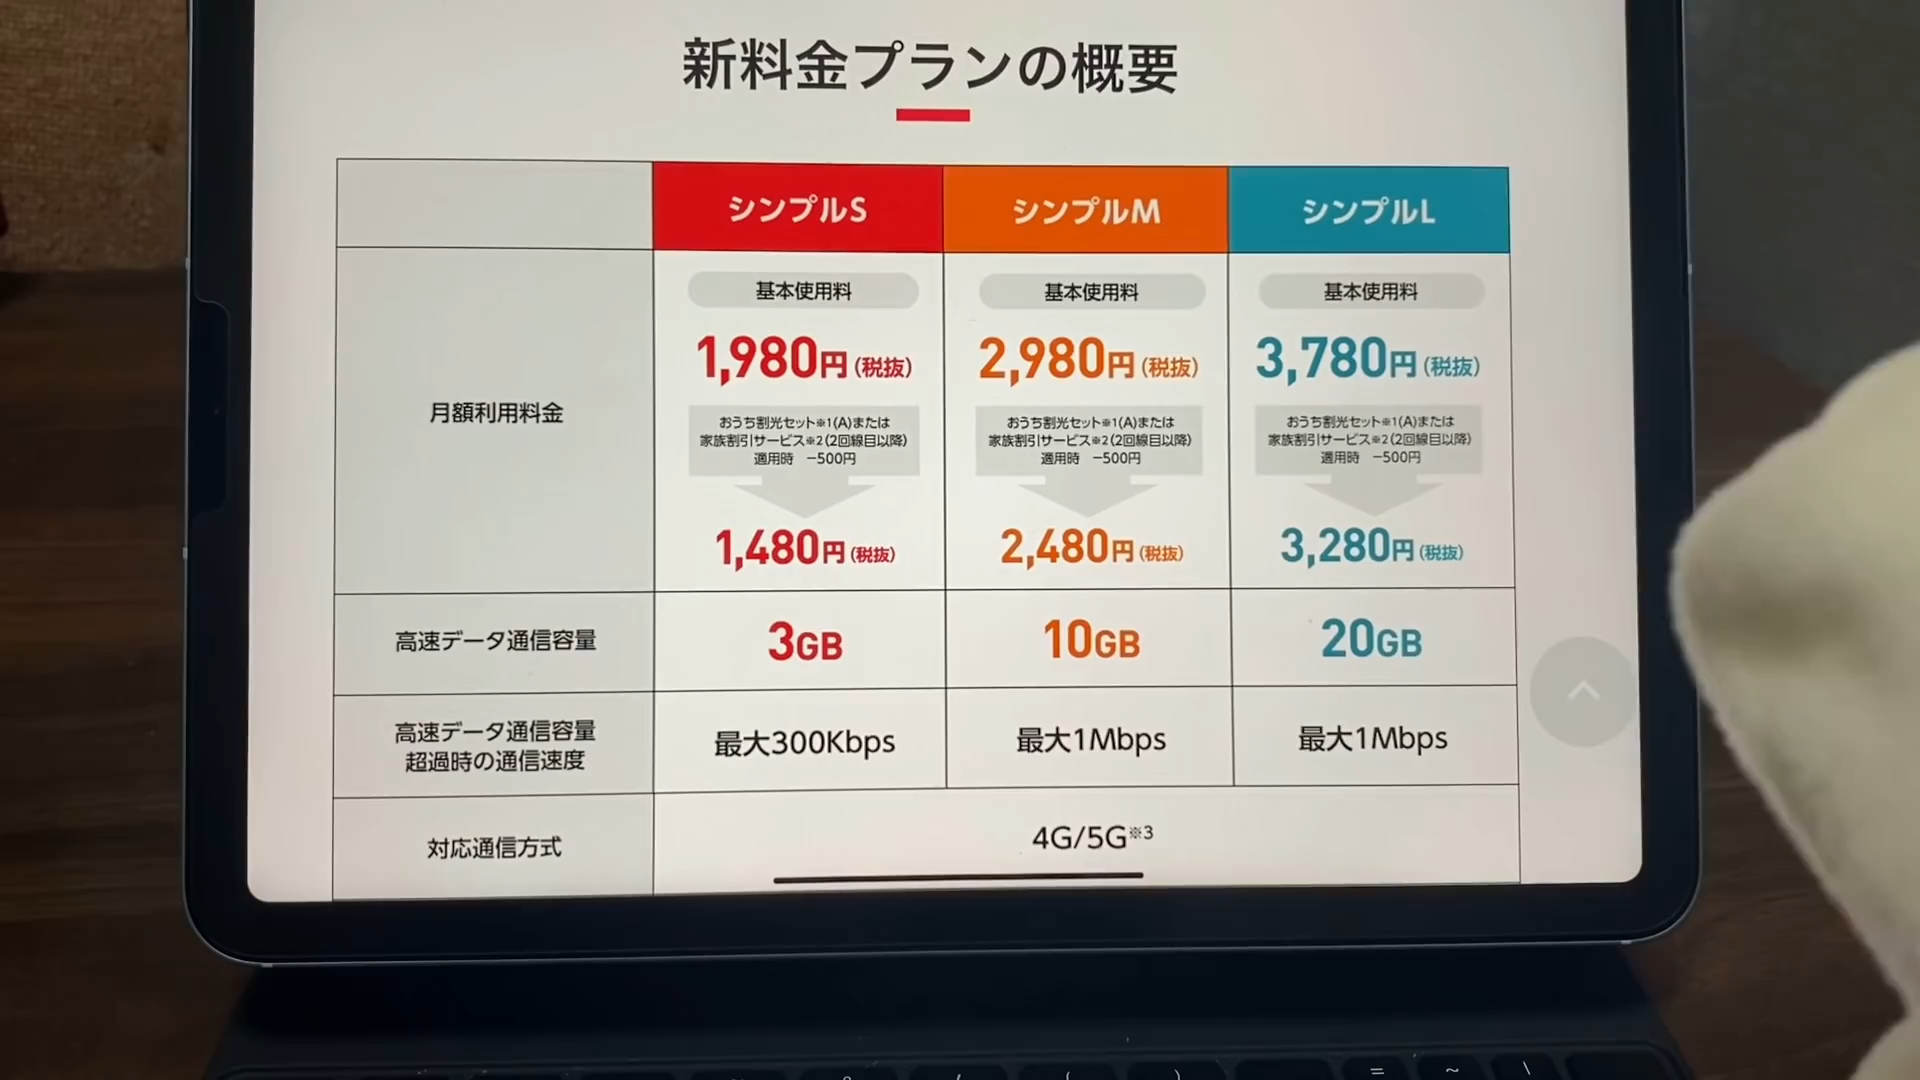 新料金プランの概要
シンプルS
シンプルM
シンプルL
月額利用料金
基本使用料
1,980円(税抜)
おうち割光セット※1(A)または
家族割引サービス※2(2回線目以降)
適用時 −500円
1,480円(税抜)
基本使用料
2,980円(税抜)
おうち割光セット※1(A)または
家族割引サービス※2(2回線目以降)
適用時 −500円
2,480円(税抜)
基本使用料
3,780円(税抜)
おうち割光セット※1(A)または
家族割引サービス※2(2回線目以降)
適用時 −500円
3,280円(税抜)
高速データ通信容量
3GB
10GB
20GB
高速データ通信容量
超過時の通信速度
最大300Kbps
最大1Mbps
最大1Mbps
対応通信方式
4G/5G※3